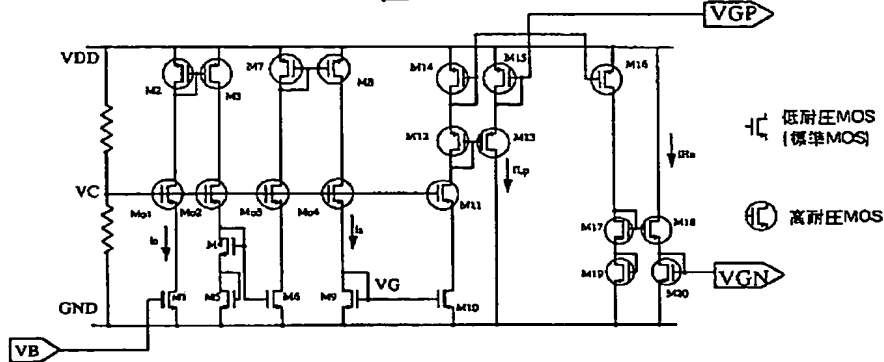 VGP
VDD
M2
M3
M7
M8
M14
M15
M16
低耐圧MOS
(標準MOS)
M12
M13
ILp
IRn
VC
Mo1
Mo2
Mo3
Mo4
M11
M17
M18
高耐圧MOS
Io
M4
Is
VG
M19
M20
VGN
GND
M1
M5
M6
M9
M10
VB